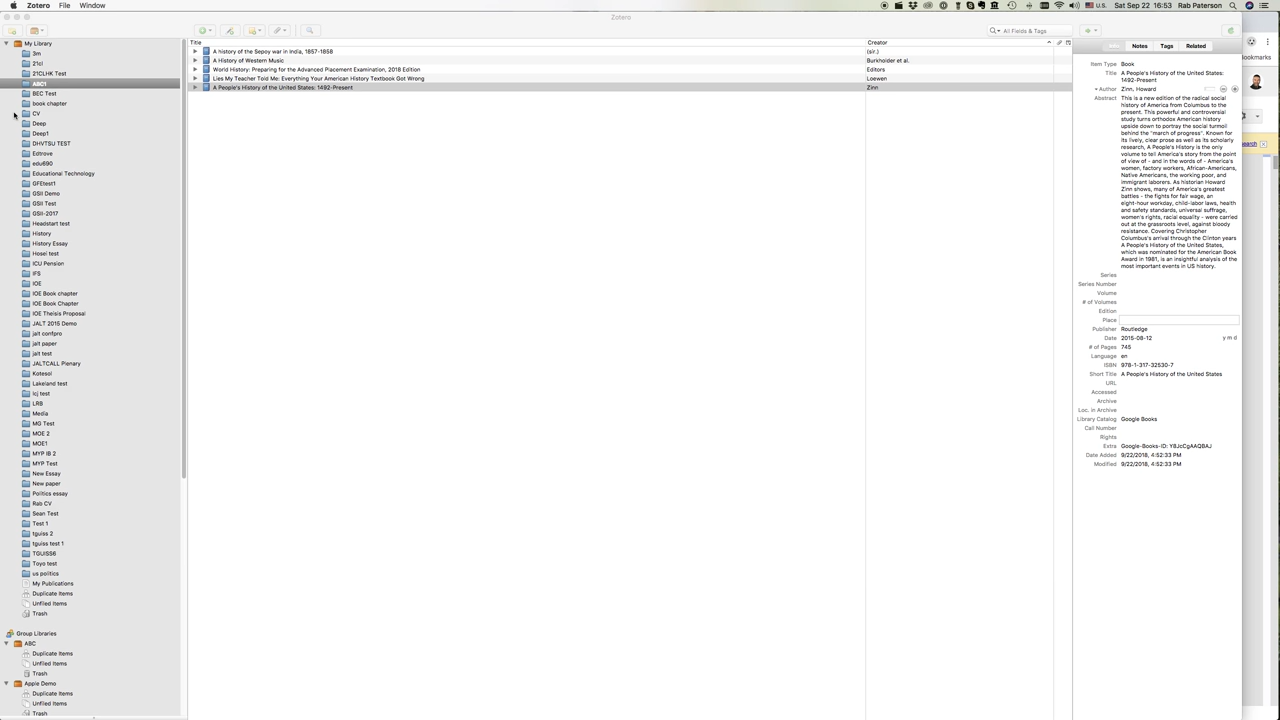 Zotero File Window U.S. Sat Sep 22 16:53 Rab Paterson
Zotero
All Fields & Tags
My Library
3m
21cl
21CLHK Test
ABC1
BEC Test
book chapter
CV
Deep
Deep1
DHVTSU TEST
Edtrove
edu690
Educational Technology
GFEtest1
GSII Demo
GSII Test
GSII-2017
Headstart test
History
History Essay
Hosei test
ICU Pension
IFS
IOE
IOE Book chapter
IOE Book Chapter
IOE Theisis Proposal
JALT 2015 Demo
jalt confpro
jalt paper
jalt test
JALTCALL Plenary
Kotesol
Lakeland test
lcj test
LRB
Media
MG Test
MOE 2
MOE1
MYP IB 2
MYP Test
New Essay
New paper
Politics essay
Rab CV
Sean Test
Test 1
tguiss 2
tguiss test 1
TGUISS6
Toyo test
us politics
My Publications
Duplicate Items
Unfiled Items
Trash
Group Libraries
ABC
Duplicate Items
Unfiled Items
Trash
Apple Demo
Duplicate Items
Unfiled Items
Trash
Title Creator
A history of the Sepoy war in India, 1857-1858 (sir.)
A History of Western Music Burkholder et al.
World History: Preparing for the Advanced Placement Examination, 2018 Edition Editors
Lies My Teacher Told Me: Everything Your American History Textbook Got Wrong Loewen
A People's History of the United States: 1492-Present Zinn
Info Notes Tags Related
Item Type Book
Title A People's History of the United States:
1492-Present
Author Zinn, Howard
Abstract This is a new edition of the radical social
history of America from Columbus to the
present. This powerful and controversial
study turns orthodox American history
upside down to portray the social turmoil
behind the "march of progress". Known for
its lively, clear prose as well as its scholarly
research, A People's History is the only
volume to tell America's story from the point
of view of - and in the words of - America's
women, factory workers, African-Americans,
Native Americans, the working poor, and
immigrant laborers. As historian Howard
Zinn shows, many of America's greatest
battles - the fights for fair wage, an
eight-hour workday, child-labor laws, health
and safety standards, universal suffrage,
women's rights, racial equality - were carried
out at the grassroots level, against bloody
resistance. Covering Christopher
Columbus's arrival through the Clinton years
A People's History of the United States,
which was nominated for the American Book
Award in 1981, is an insightful analysis of the
most important events in US history.
Series
Series Number
Volume
# of Volumes
Edition
Place
Publisher Routledge
Date 2015-08-12 y m d
# of Pages 745
Language en
ISBN 978-1-317-32530-7
Short Title A People's History of the United States
URL
Accessed
Archive
Loc. in Archive
Library Catalog Google Books
Call Number
Rights
Extra Google-Books-ID: Y8JcCgAAQBAJ
Date Added 9/22/2018, 4:52:33 PM
Modified 9/22/2018, 4:52:33 PM